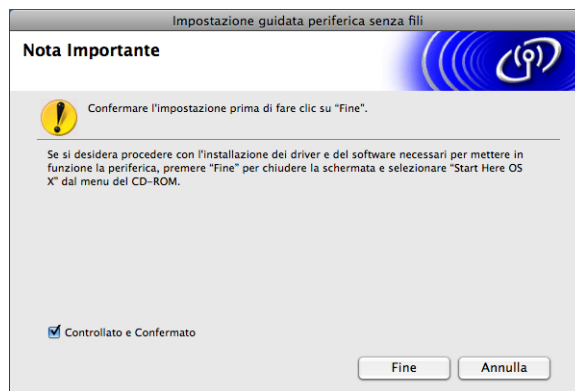 Impostazione guidata periferica senza fili
Nota Importante
Confermare l'impostazione prima di fare clic su “Fine”.
Se si desidera procedere con l'installazione dei driver e del software necessari per mettere in
funzione la periferica, premere “Fine” per chiudere la schermata e selezionare “Start Here OS
X” dal menu del CD-ROM.
Controllato e Confermato
Fine
Annulla